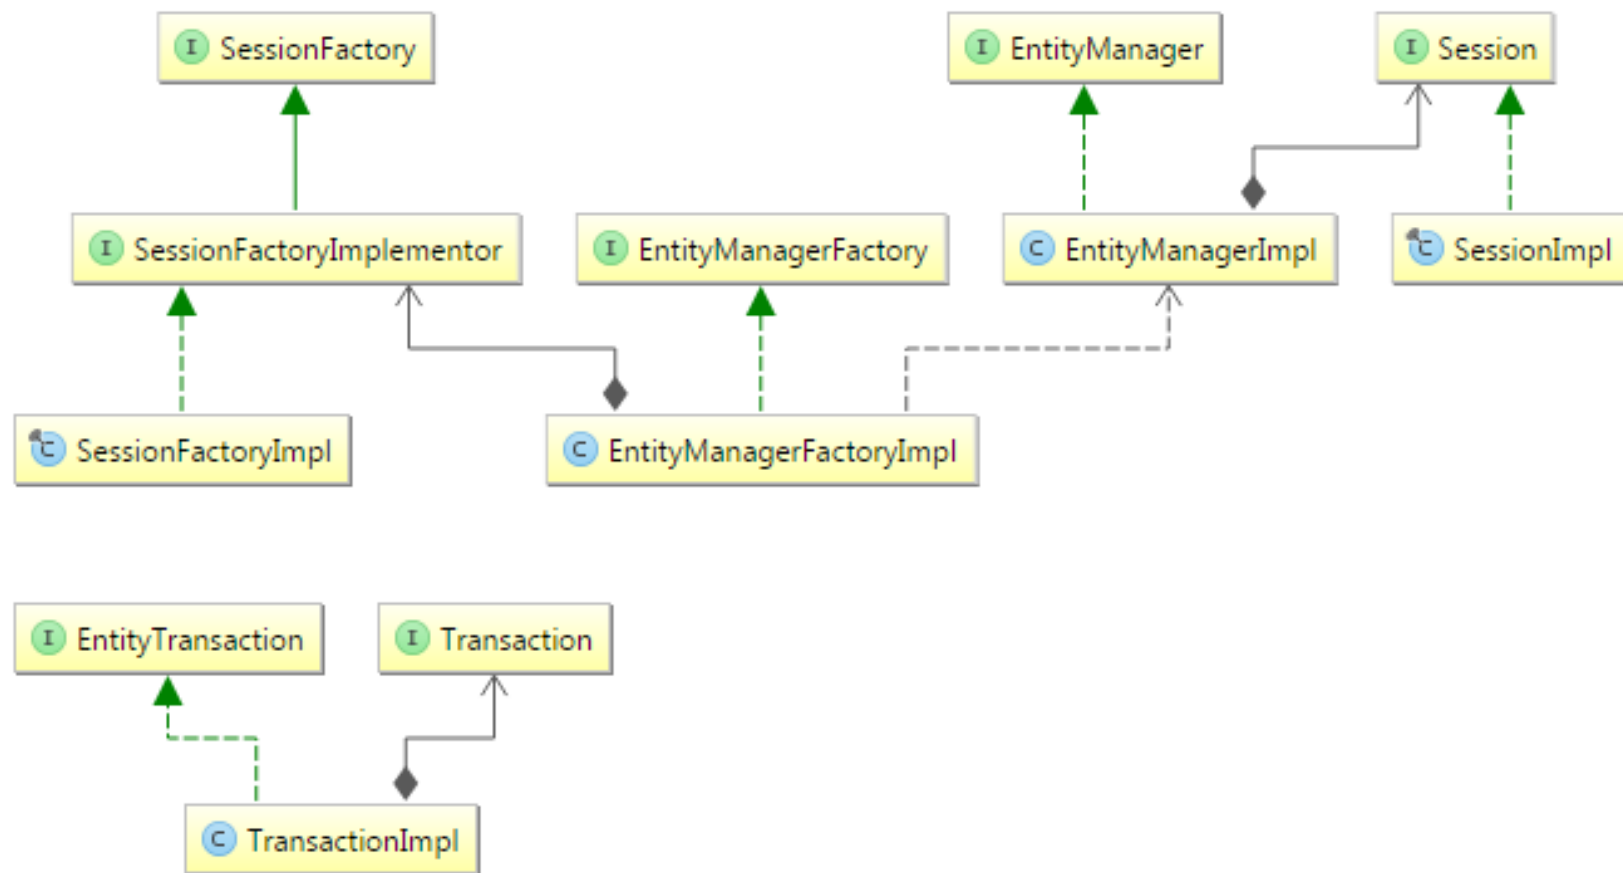 I SessionFactory
I EntityManager
I Session
I SessionFactoryImplementor
I EntityManagerFactory
C EntityManagerImpl
C SessionImpl
C SessionFactoryImpl
C EntityManagerFactoryImpl
I EntityTransaction
I Transaction
C TransactionImpl